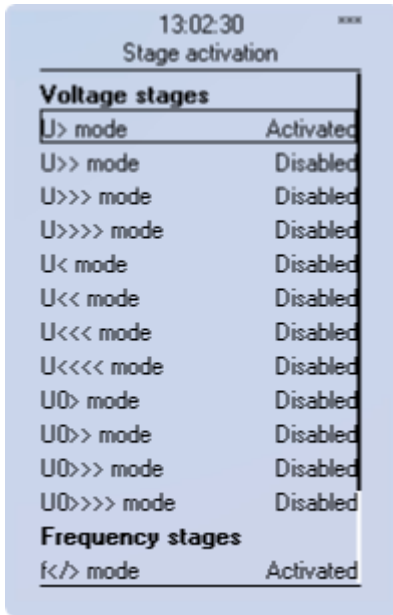 13:02:30
Stage activation
Voltage stages
U> mode Activated
U>> mode Disabled
U>>> mode Disabled
U>>>> mode Disabled
U< mode Disabled
U<< mode Disabled
U<<< mode Disabled
U<<<< mode Disabled
U0> mode Disabled
U0>> mode Disabled
U0>>> mode Disabled
U0>>>> mode Disabled
Frequency stages
f</> mode Activated